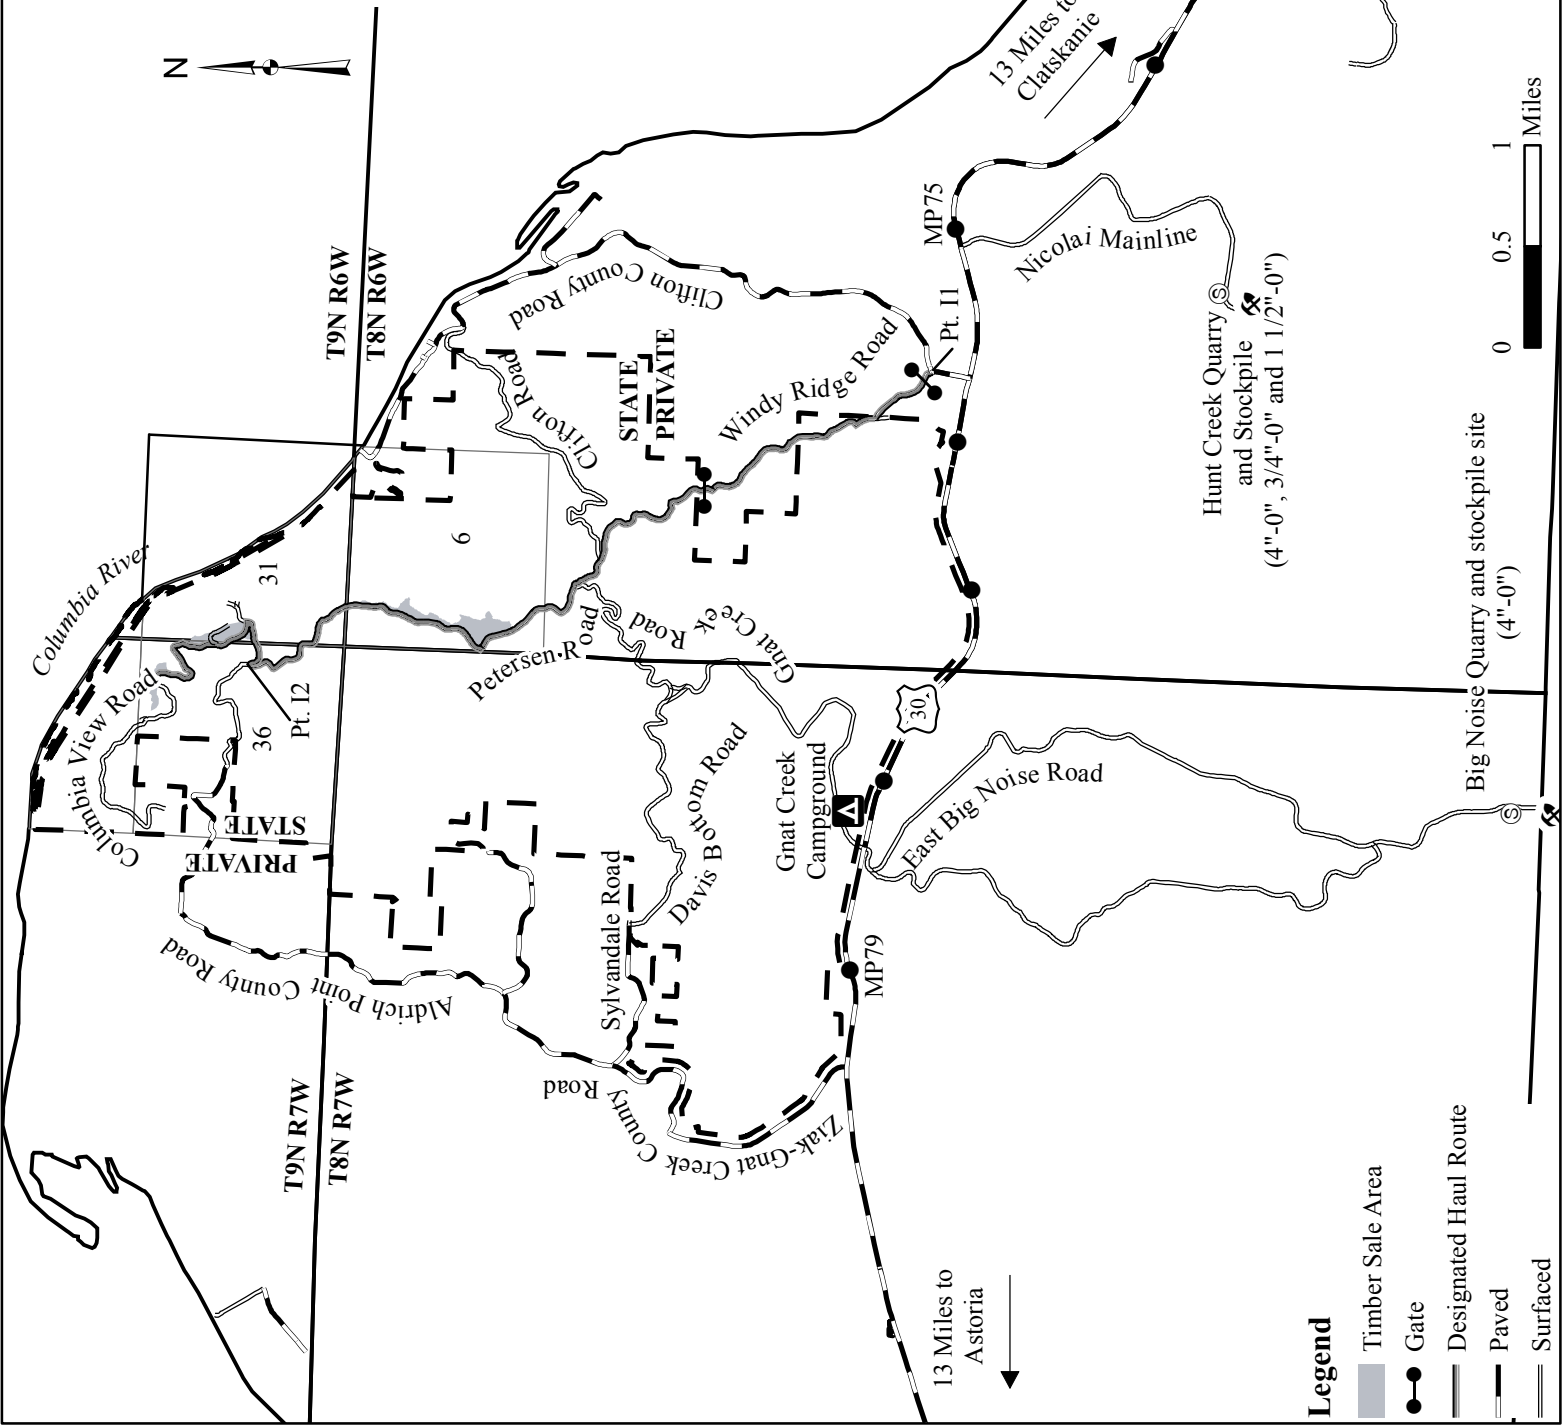 N
T9N R6W
T8N R6W
13 Miles to
Clatskanie
Columbia River
31
6
36
Pt. I2
Columbia View Road
STATE
PRIVATE
Clifton County Road
Clifton Road
STATE
PRIVATE
Windy Ridge Road
Pt. I1
MP75
Nicolai Mainline
S
Hunt Creek Quarry
and Stockpile
(4"-0", 3/4"-0" and 1 1/2"-0")
Petersen Road
Gnat Creek
Road
30
Gnat Creek
Campground
Davis Bottom Road
Sylvandale Road
East Big Noise Road
MP79
Aldrich Point County Road
Ziak-Gnat Creek County
Road
T9N R7W
T8N R7W
Big Noise Quarry and stockpile site
(4"-0")
S
13 Miles to
Astoria
0 0.5 1
Miles
Legend
Timber Sale Area
Gate
Designated Haul Route
Paved
Surfaced